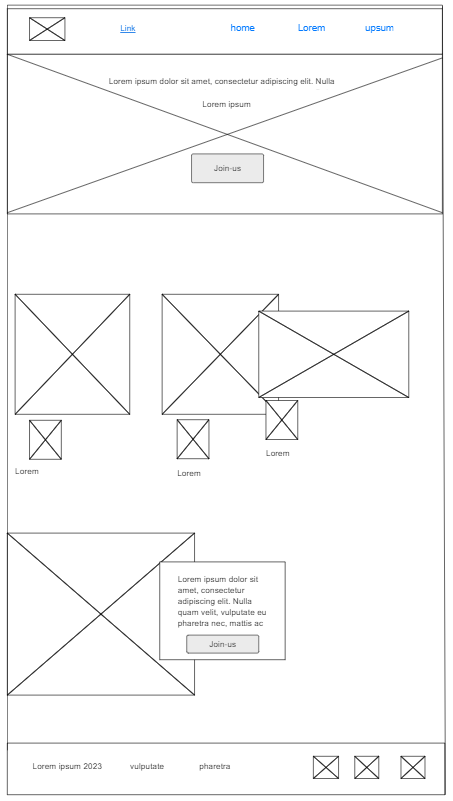 Link
home
Lorem
upsum
Lorem ipsum dolor sit amet, consectetur adipiscing elit. Nulla
Lorem ipsum
Join-us
Lorem
Lorem
Lorem
Lorem ipsum dolor sit
amet, consectetur
adipiscing elit. Nulla
quam velit, vulputate eu
pharetra nec, mattis ac
Join-us
Lorem ipsum 2023
vulputate
pharetra